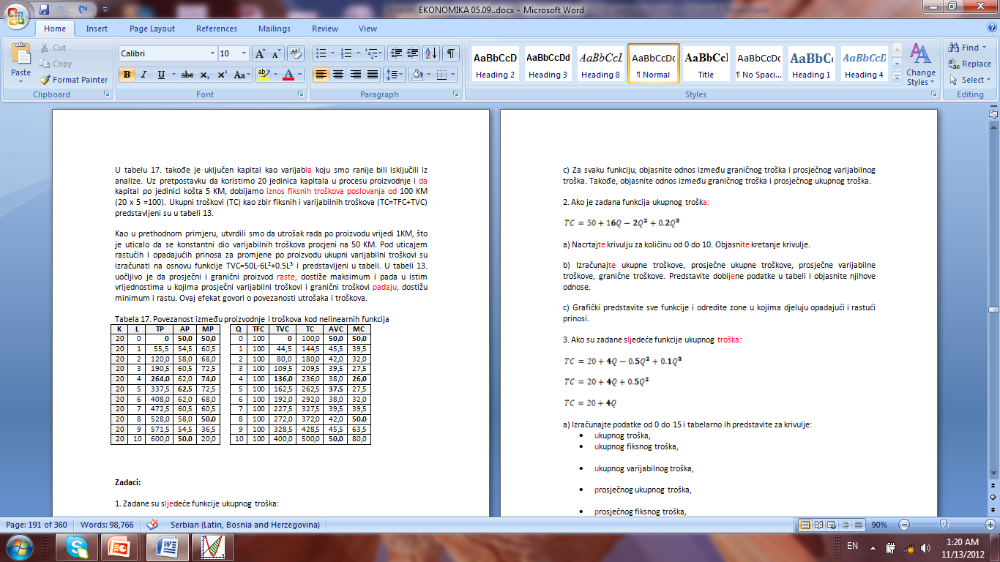 EKONOMIKA 05.09..docx - Microsoft Word
Home Insert Page Layout References Mailings Review View
Paste
Cut
Copy
Format Painter
Clipboard
Calibri 10
B I U abc x₂ x² Aa
Font
Paragraph
AaBbCcD AaBbCcDd AaBbCcL AaBbCcDc AaBbCcl AaBbCcDc AaBbCc AaBbCcD
Heading 2 Heading 3 Heading 8 ¶ Normal Title ¶ No Spaci... Heading 1 Heading 4
Change Styles
Styles
Find
Replace
Select
Editing
U tabelu 17. takođe je uključen kapital kao varijabla koju smo ranije bili isključili iz
analize. Uz pretpostavku da koristimo 20 jedinica kapitala u procesu proizvodnje i da
kapital po jedinici košta 5 KM, dobijamo iznos fiksnih troškova poslovanja od 100 KM
(20 x 5 =100). Ukupni troškovi (TC) kao zbir fiksnih i varijabilnih troškova (TC=TFC+TVC)
predstavljeni su u tabeli 13.
Kao u prethodnom primjeru, utvrdili smo da utrošak rada po proizvodu vrijedi 1KM, što
je uticalo da se konstantni dio varijabilnih troškova procjeni na 50 KM. Pod uticajem
rastućih i opadajućih prinosa za promjene po proizvodu ukupni varijabilni troškovi su
izračunati na osnovu funkcije TVC=50L-6L²+0.5L³ i predstavljeni u tabeli. U tabeli 13.
uočljivo je da prosječni i granični proizvod raste, dostiže maksimum i pada u istim
vrijednostima u kojima prosječni varijabilni troškovi i granični troškovi padaju, dostižu
minimum i rastu. Ovaj efekat govori o povezanosti utrošaka i troškova.
Tabela 17. Povezanost između proizvodnje i troškova kod nelinearnih funkcija
K L TP AP MP Q TFC TVC TC AVC MC
20 0 0 50,0 50,0 0 100 0 100,0 50,0 50,0
20 1 55,5 54,5 60,5 1 100 44,5 144,5 45,5 39,5
20 2 120,0 58,0 68,0 2 100 80,0 180,0 42,0 32,0
20 3 190,5 60,5 72,5 3 100 109,5 209,5 39,5 27,5
20 4 264,0 62,0 74,0 4 100 136,0 236,0 38,0 26,0
20 5 337,5 62,5 72,5 5 100 162,5 262,5 37,5 27,5
20 6 408,0 62,0 68,0 6 100 192,0 292,0 38,0 32,0
20 7 472,5 60,5 60,5 7 100 227,5 327,5 39,5 39,5
20 8 528,0 58,0 50,0 8 100 272,0 372,0 42,0 50,0
20 9 571,5 54,5 36,5 9 100 328,5 428,5 45,5 63,5
20 10 600,0 50,0 20,0 10 100 400,0 500,0 50,0 80,0
Zadaci:
1. Zadane su sljedeće funkcije ukupnog troška:
c) Za svaku funkciju, objasnite odnos između graničnog troška i prosječnog varijabilnog
troška. Takođe, objasnite odnos između graničnog troška i prosječnog ukupnog troška.
2. Ako je zadana funkcija ukupnog troška:
TC = 50 + 16Q − 2Q² + 0.2Q³
a) Nacrtajte krivulju za količinu od 0 do 10. Objasnite kretanje krivulje.
b) Izračunajte ukupne troškove, prosječne ukupne troškove, prosječne varijabilne
troškove, granične troškove. Predstavite dobijene podatke u tabeli i objasnite njihove
odnose.
c) Grafički predstavite sve funkcije i odredite zone u kojima djeluju opadajući i rastući
prinosi.
3. Ako su zadane sljedeće funkcije ukupnog troška:
TC = 20 + 4Q − 0.5Q² + 0.1Q³
TC = 20 + 4Q + 0.5Q²
TC = 20 + 4Q
a) Izračunajte podatke od 0 do 15 i tabelarno ih predstavite za krivulje:
• ukupnog troška,
• ukupnog fiksnog troška,
• ukupnog varijabilnog troška,
• prosječnog ukupnog troška,
• prosječnog fiksnog troška,
Page: 191 of 360 Words: 98,766 Serbian (Latin, Bosnia and Herzegovina) 90%
EN 1:20 AM
11/13/2012